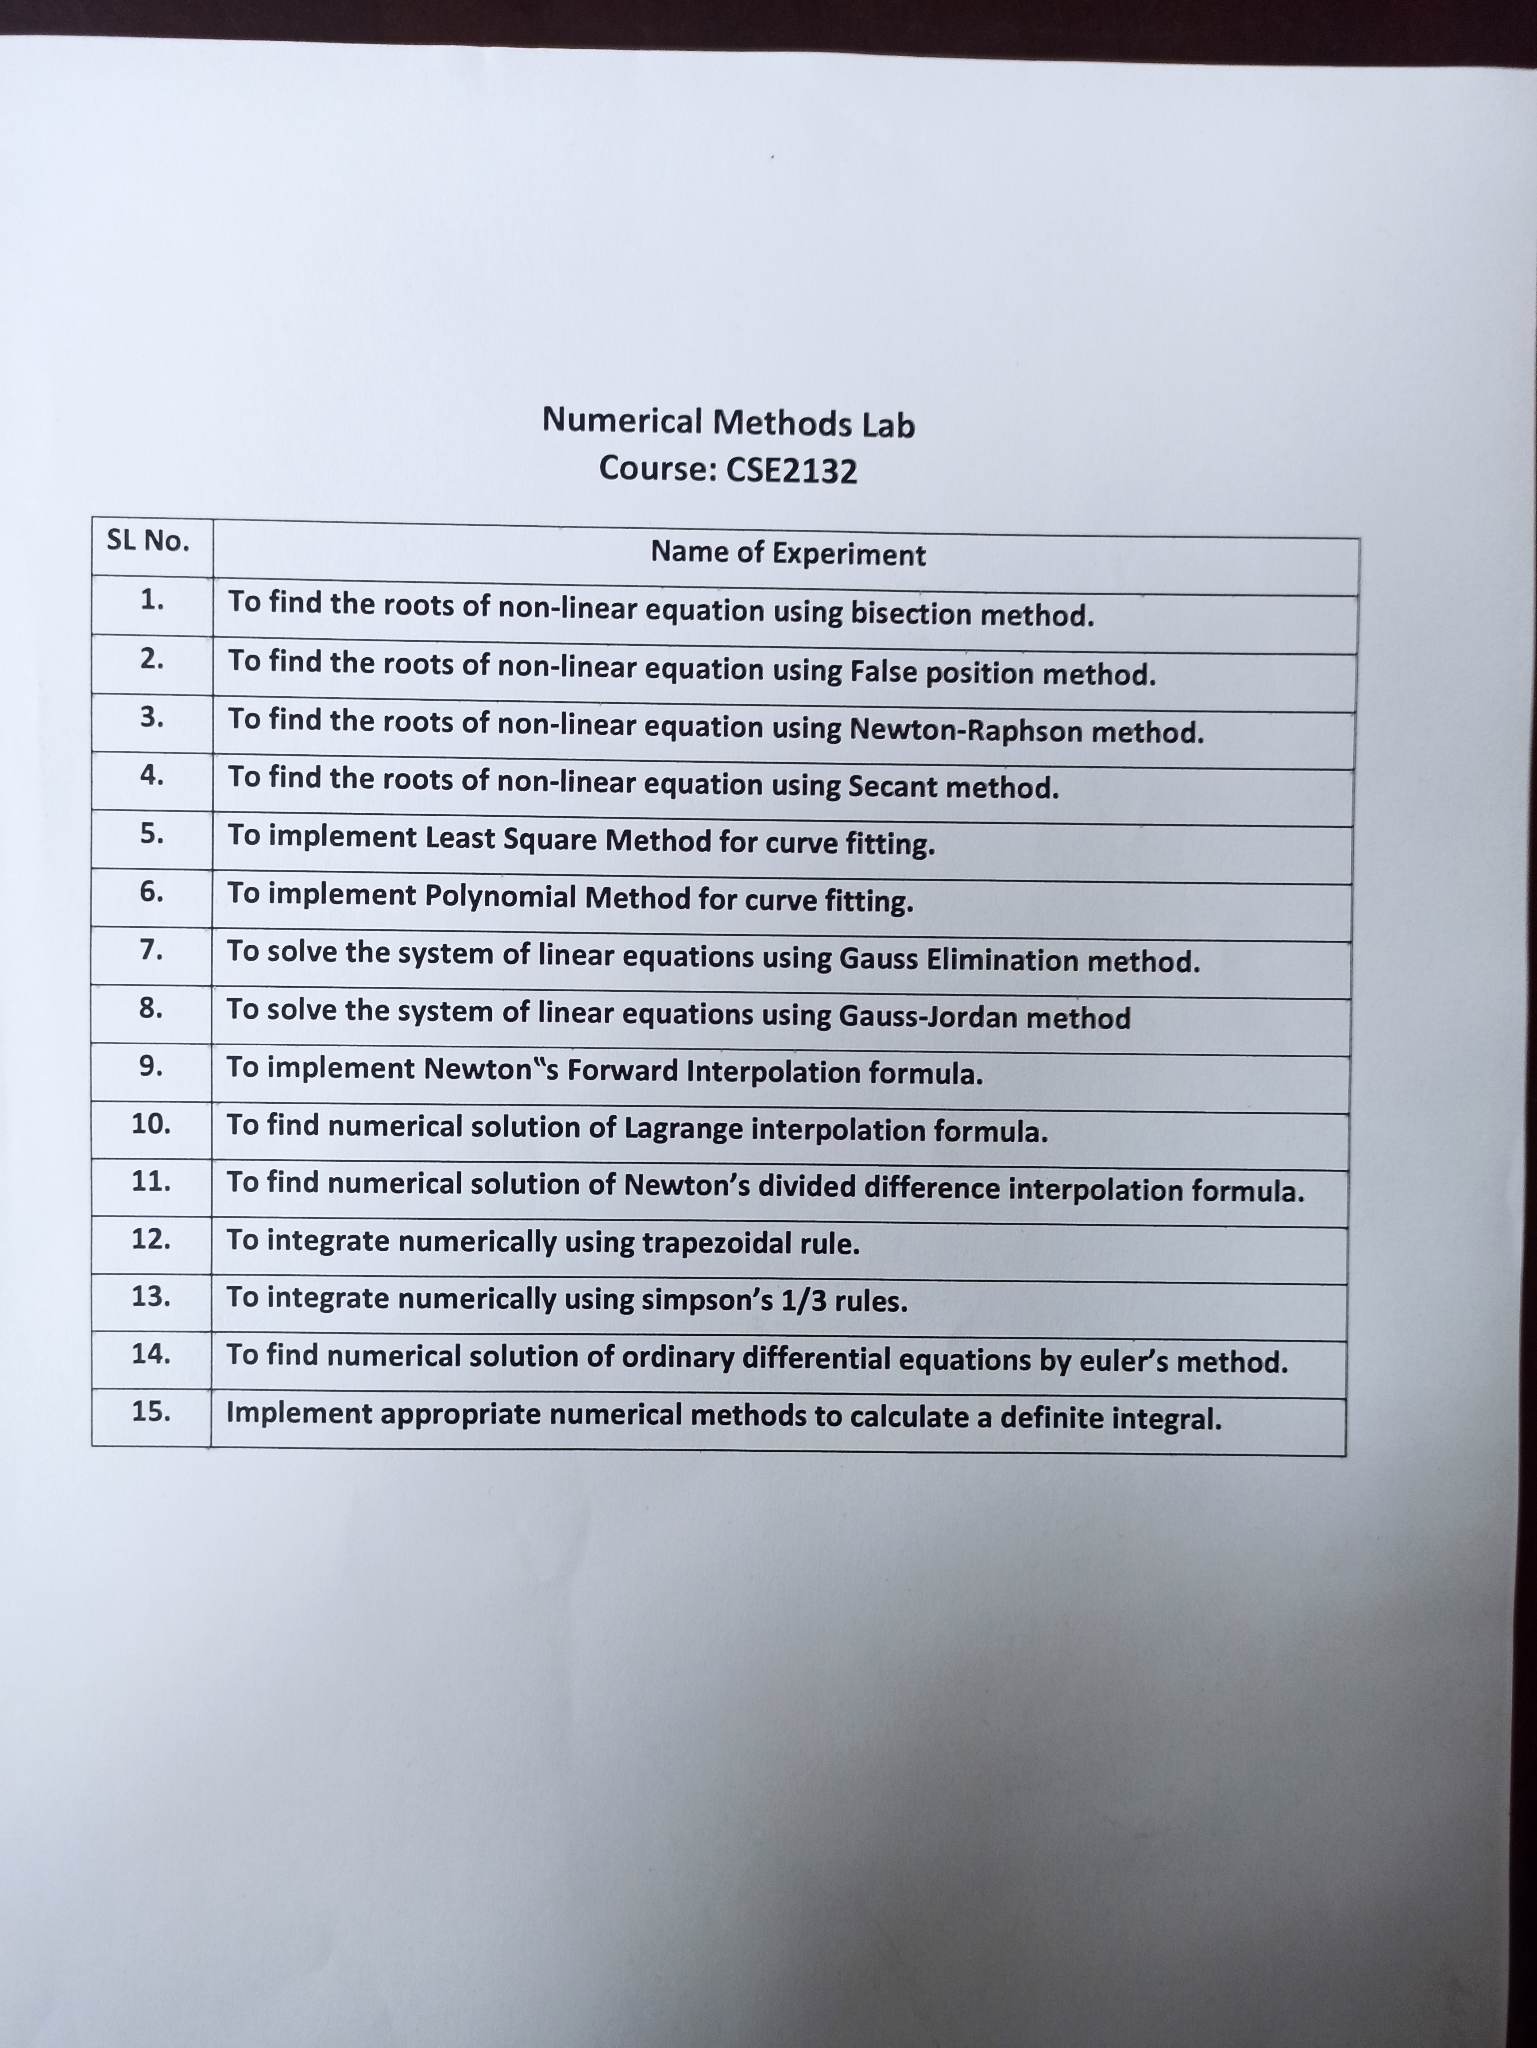 Numerical Methods Lab
Course: CSE2132
SL No. Name of Experiment
1. To find the roots of non-linear equation using bisection method.
2. To find the roots of non-linear equation using False position method.
3. To find the roots of non-linear equation using Newton-Raphson method.
4. To find the roots of non-linear equation using Secant method.
5. To implement Least Square Method for curve fitting.
6. To implement Polynomial Method for curve fitting.
7. To solve the system of linear equations using Gauss Elimination method.
8. To solve the system of linear equations using Gauss-Jordan method
9. To implement Newton‟s Forward Interpolation formula.
10. To find numerical solution of Lagrange interpolation formula.
11. To find numerical solution of Newton’s divided difference interpolation formula.
12. To integrate numerically using trapezoidal rule.
13. To integrate numerically using simpson’s 1/3 rules.
14. To find numerical solution of ordinary differential equations by euler’s method.
15. Implement appropriate numerical methods to calculate a definite integral.